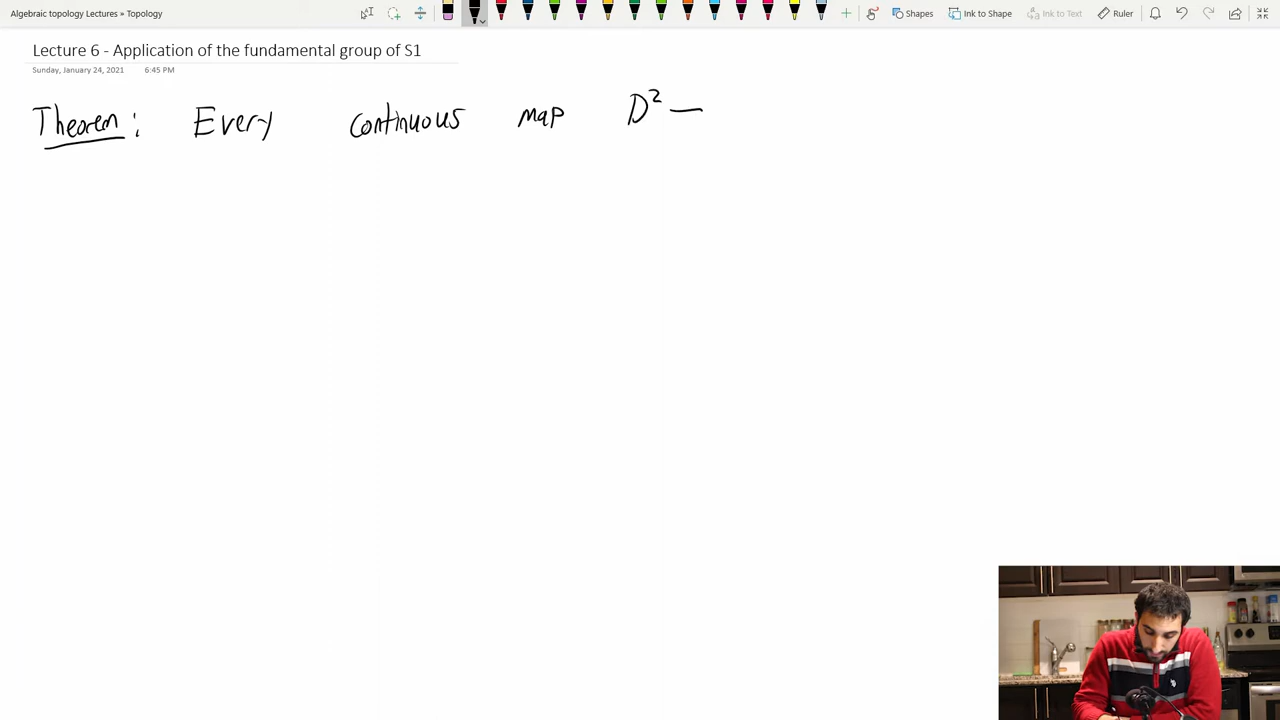 Algebraic topology Lectures » Topology
Shapes
Ink to Shape
Ink to Text
Ruler
Lecture 6 - Application of the fundamental group of S1
Sunday, January 24, 2021 6:45 PM
Theorem: Every continuous map D² —